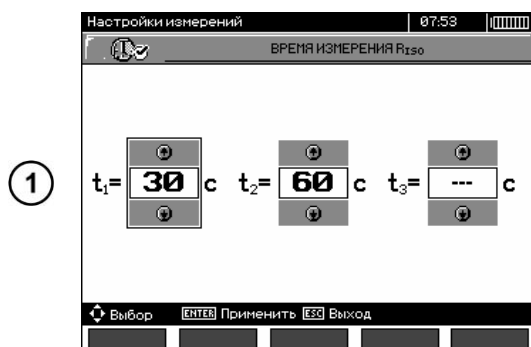 Настройки измерений 07:53
ВРЕМЯ ИЗМЕРЕНИЯ RISO
1 t1= 30 c t2= 60 c t3= --- c
Выбор ENTER Применить ESC Выход